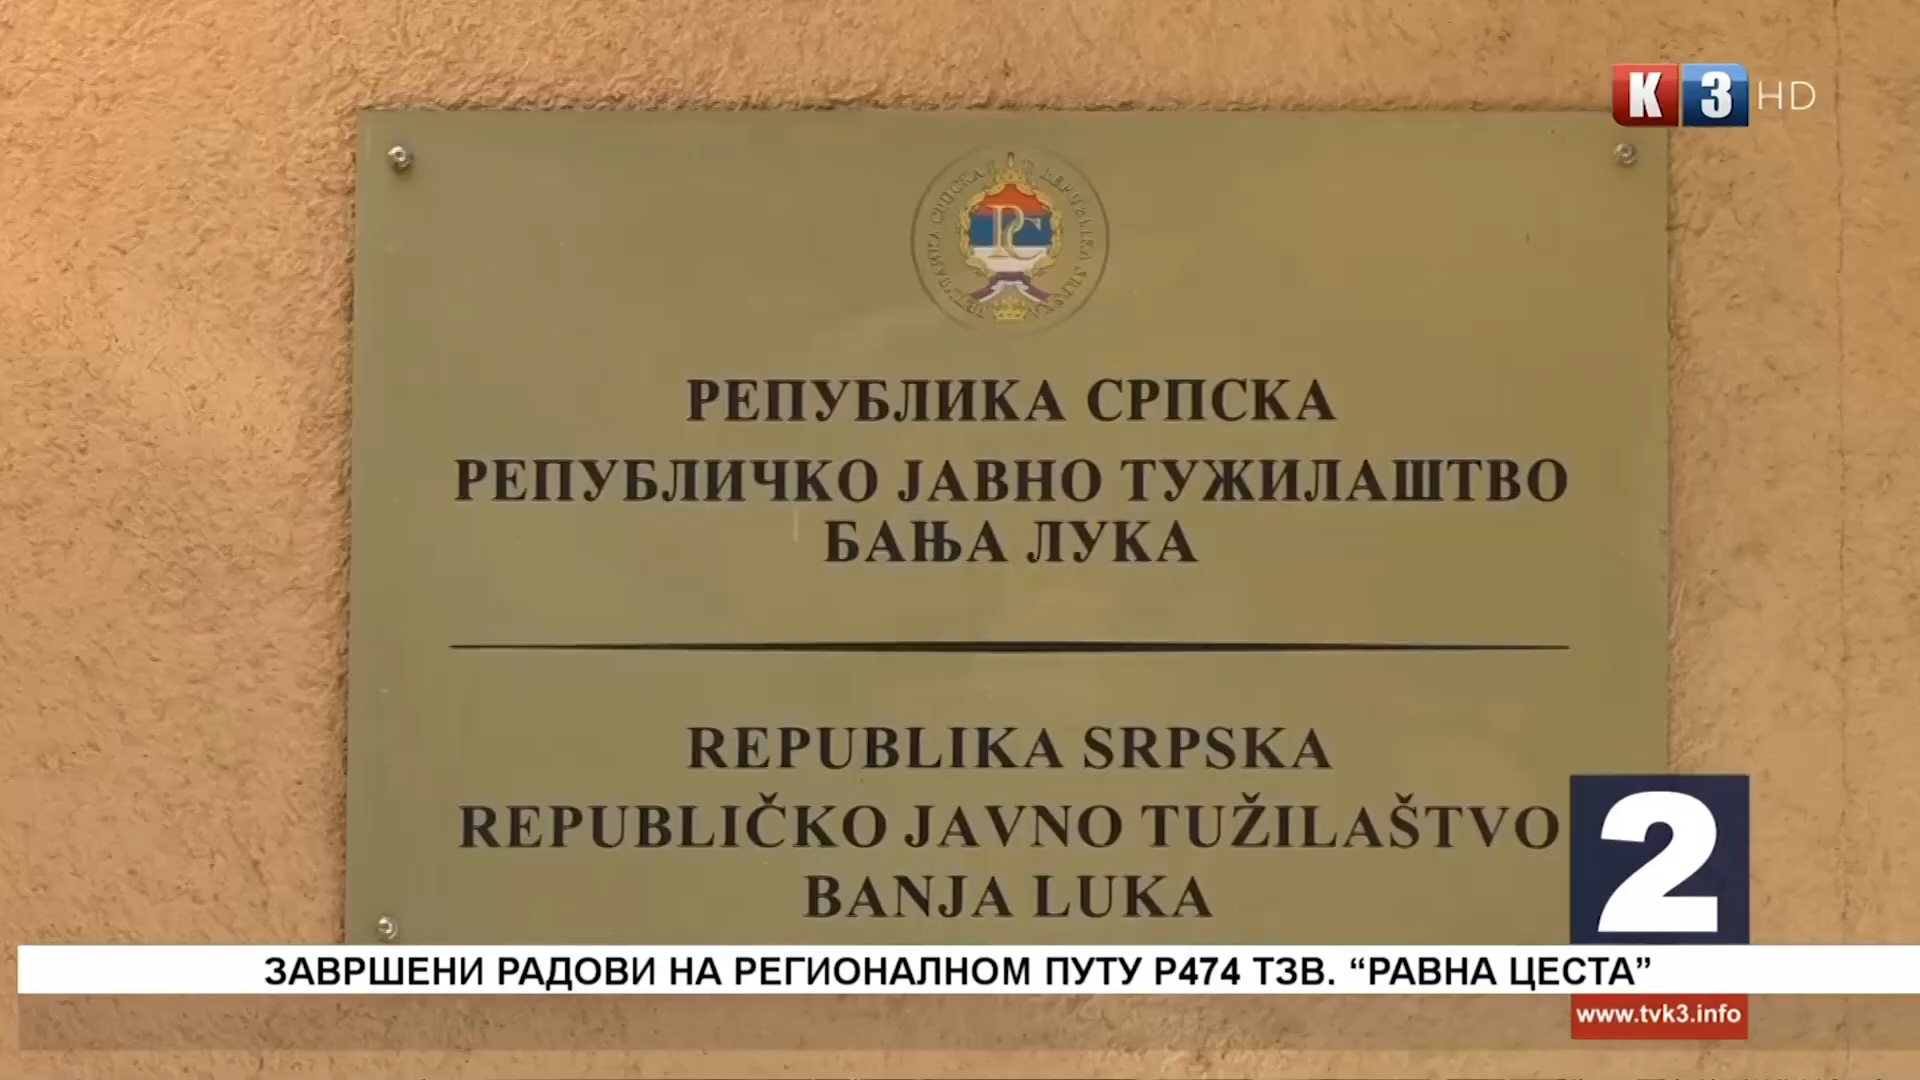 К3 HD
РЕПУБЛИКА СРПСКА
РЕПУБЛИЧКО ЈАВНО ТУЖИЛАШТВО
БАЊА ЛУКА
REPUBLIKA SRPSKA
REPUBLIČKO JAVNO TUŽILAŠTVO
BANJA LUKA
2
ЗАВРШЕНИ РАДОВИ НА РЕГИОНАЛНОМ ПУТУ Р474 ТЗВ. “РАВНА ЦЕСТА”
www.tvk3.info